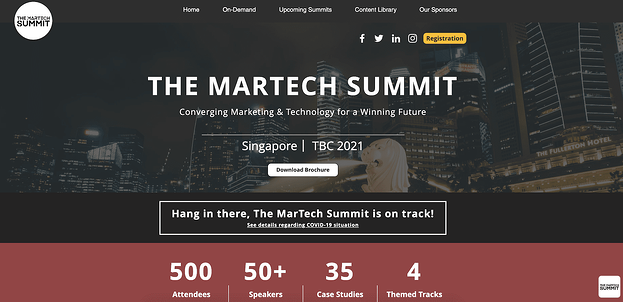 THE MARTECH
SUMMIT
Home On-Demand Upcoming Summits Content Library Our Sponsors
Registration
THE MARTECH SUMMIT
Converging Marketing & Technology for a Winning Future
Singapore | TBC 2021
THE FULLERTON HOTEL
Download Brochure
Hang in there, The MarTech Summit is on track!
See details regarding COVID-19 situation
500 50+ 35 4
Attendees Speakers Case Studies Themed Tracks
THE MARTECH
SUMMIT